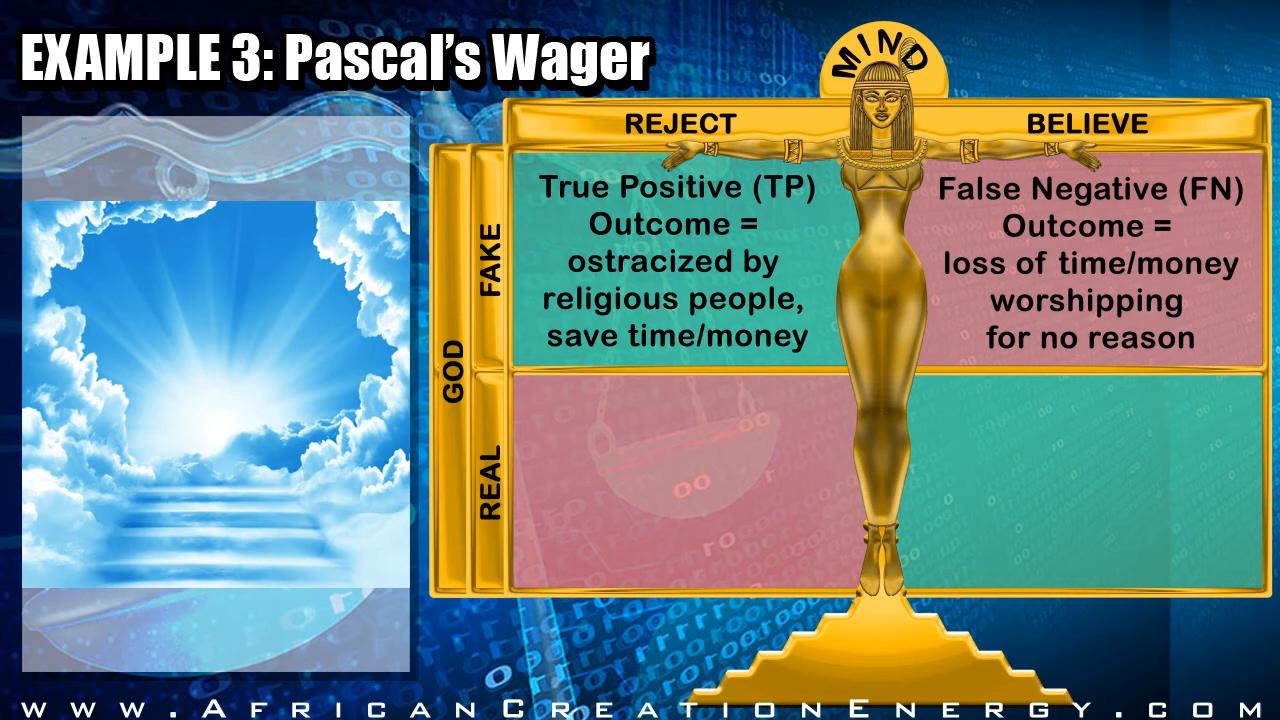 EXAMPLE 3: Pascal's Wager
MIND
REJECT
BELIEVE
GOD
FAKE
REAL
True Positive (TP)
Outcome =
ostracized by
religious people,
save time/money
False Negative (FN)
Outcome =
loss of time/money
worshipping
for no reason
www.AfricanCreationEnergy.com